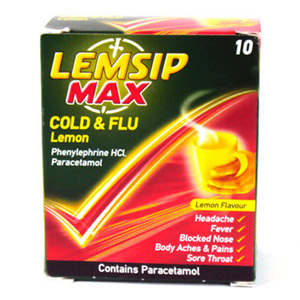 10
LEMSIP
MAX
COLD & FLU
Lemon
Phenylephrine HCl,
Paracetamol
Lemon Flavour
Headache ✓
Fever ✓
Blocked Nose ✓
Body Aches & Pains ✓
Sore Throat ✓
Contains Paracetamol